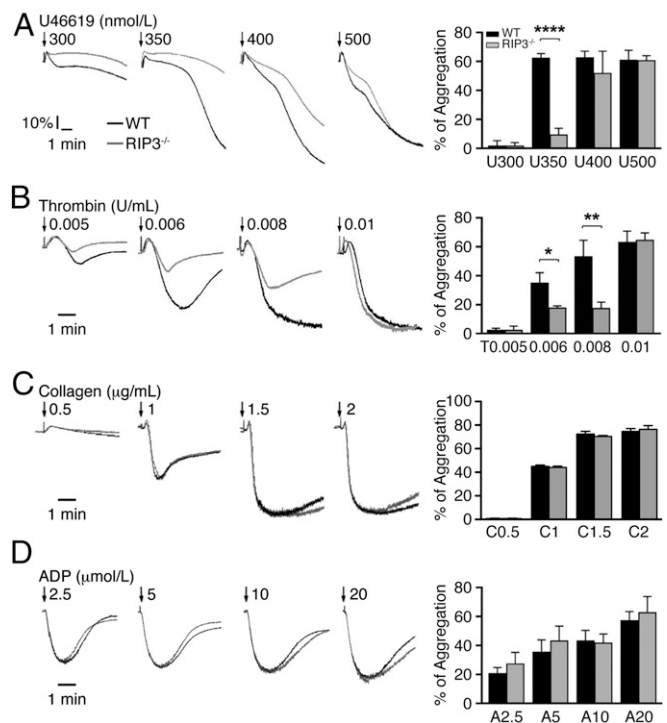 A
U46619 (nmol/L)
300 350 400 500
10%
1 min
WT
RIP3-/-
% of Aggregation
80
60
40
20
0
****
WT
RIP3-/-
U300 U350 U400 U500
B
Thrombin (U/mL)
0.005 0.006 0.008 0.01
1 min
% of Aggregation
80
60
40
20
0
* **
T0.005 0.006 0.008 0.01
C
Collagen (μg/mL)
0.5 1 1.5 2
1 min
% of Aggregation
100
80
60
40
20
0
C0.5 C1 C1.5 C2
D
ADP (μmol/L)
2.5 5 10 20
1 min
% of Aggregation
80
60
40
20
0
A2.5 A5 A10 A20